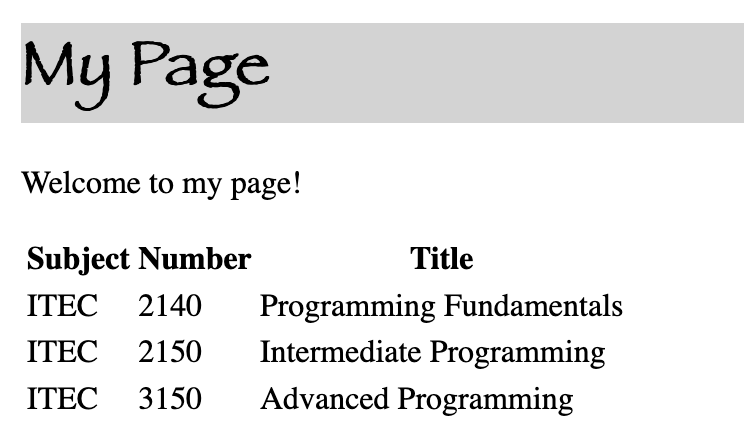 My Page
Welcome to my page!
Subject Number Title
ITEC 2140 Programming Fundamentals
ITEC 2150 Intermediate Programming
ITEC 3150 Advanced Programming